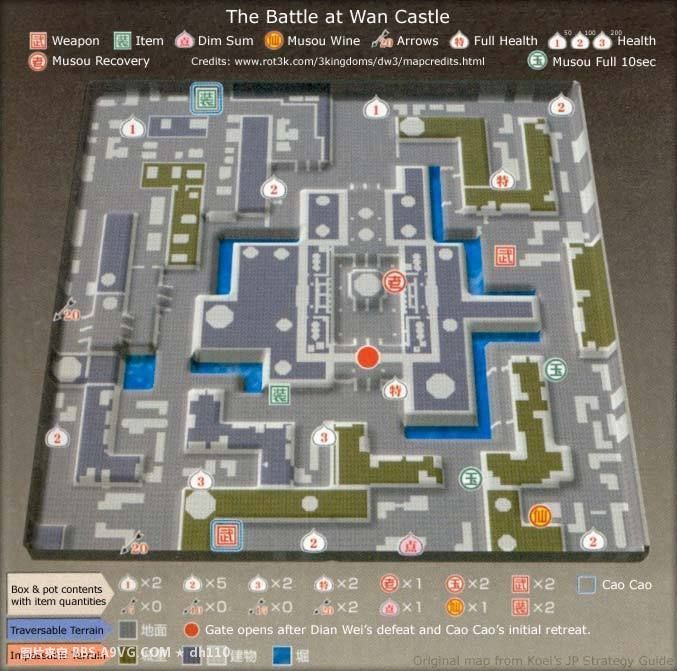 The Battle at Wan Castle
武 Weapon 装 Item 点 Dim Sum 仙 Musou Wine 20 Arrows 特 Full Health 1 50 2 100 3 200 Health
老 Musou Recovery Credits: www.rot3k.com/3kingdoms/dw3/mapcredits.html 玉 Musou Full 10sec
装
1
1
2
2
特
武
老
20
玉
装
特
2
3
3
玉
武
仙
20
2
点
2
Box & pot contents
with item quantities
1 ×2 2 ×5 3 ×2 特 ×2 老 ×1 玉 ×2 武 ×2 Cao Cao
×0 ×0 ×0 ×2 点 ×1 仙 ×1 装 ×2
Traversable Terrain 地面 Gate opens after Dian Wei's defeat and Cao Cao's initial retreat.
Impassable Terrain 建物 堀
图片来自:BBS.A9VG.COM ★ dh110
Original map from Koei's JP Strategy Guide